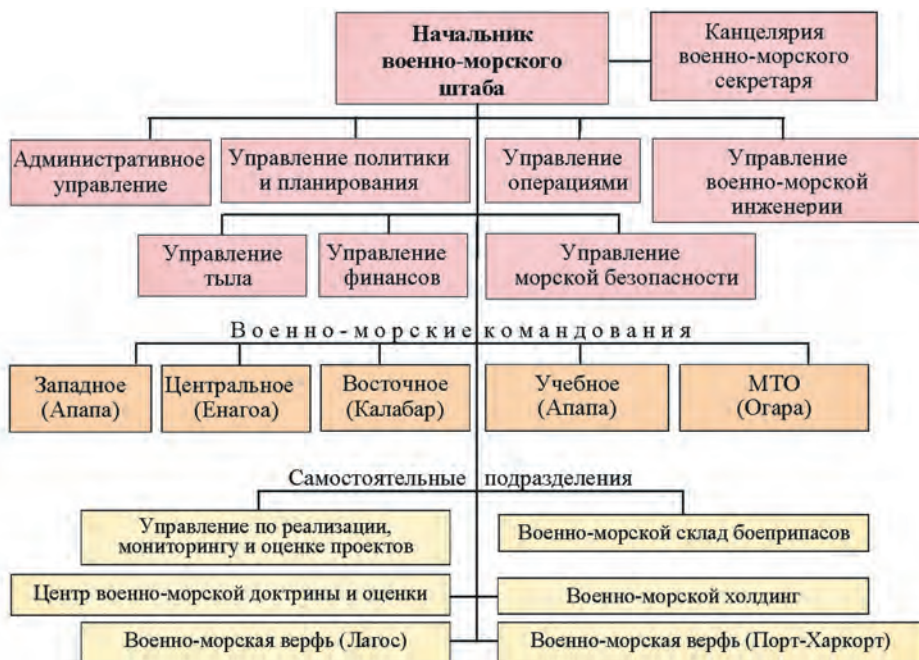 Начальник
военно-морского
штаба
Канцелярия
военно-морского
секретаря
Административное
управление
Управление политики
и планирования
Управление
операциями
Управление
военно-морской
инженерии
Управление
тыла
Управление
финансов
Управление
морской безопасности
Военно-морские командования
Западное
(Апапа)
Центральное
(Енагоа)
Восточное
(Калабар)
Учебное
(Апапа)
МТО
(Огара)
Самостоятельные подразделения
Управление по реализации,
мониторингу и оценке проектов
Военно-морской склад боеприпасов
Центр военно-морской доктрины и оценки
Военно-морской холдинг
Военно-морская верфь (Лагос)
Военно-морская верфь (Порт-Харкорт)